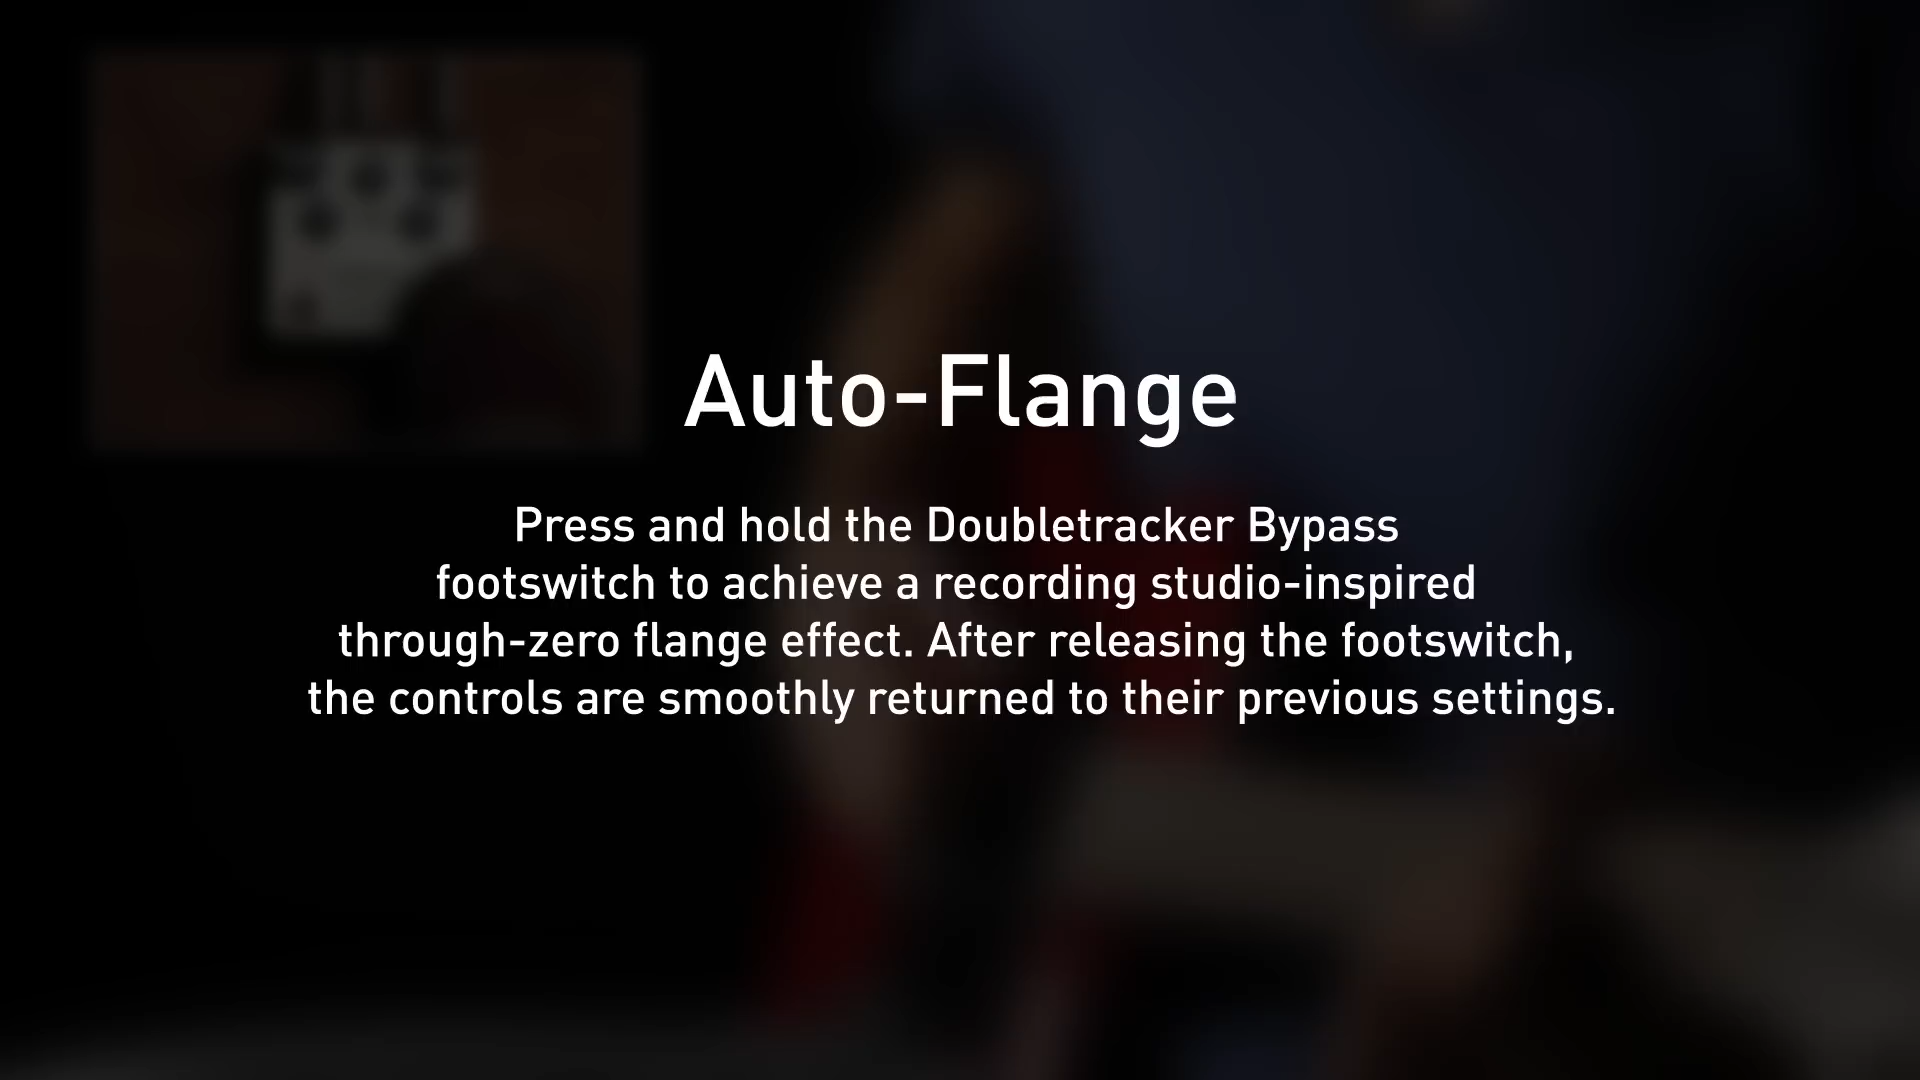 Auto-Flange
Press and hold the Doubletracker Bypass
footswitch to achieve a recording studio-inspired
through-zero flange effect. After releasing the footswitch,
the controls are smoothly returned to their previous settings.